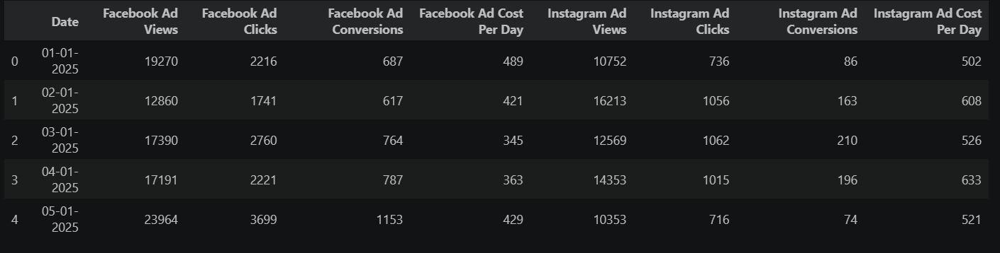 Date Facebook Ad Views Facebook Ad Clicks Facebook Ad Conversions Facebook Ad Cost Per Day Instagram Ad Views Instagram Ad Clicks Instagram Ad Conversions Instagram Ad Cost Per Day
0 01-01-2025 19270 2216 687 489 10752 736 86 502
1 02-01-2025 12860 1741 617 421 16213 1056 163 608
2 03-01-2025 17390 2760 764 345 12569 1062 210 526
3 04-01-2025 17191 2221 787 363 14353 1015 196 633
4 05-01-2025 23964 3699 1153 429 10353 716 74 521